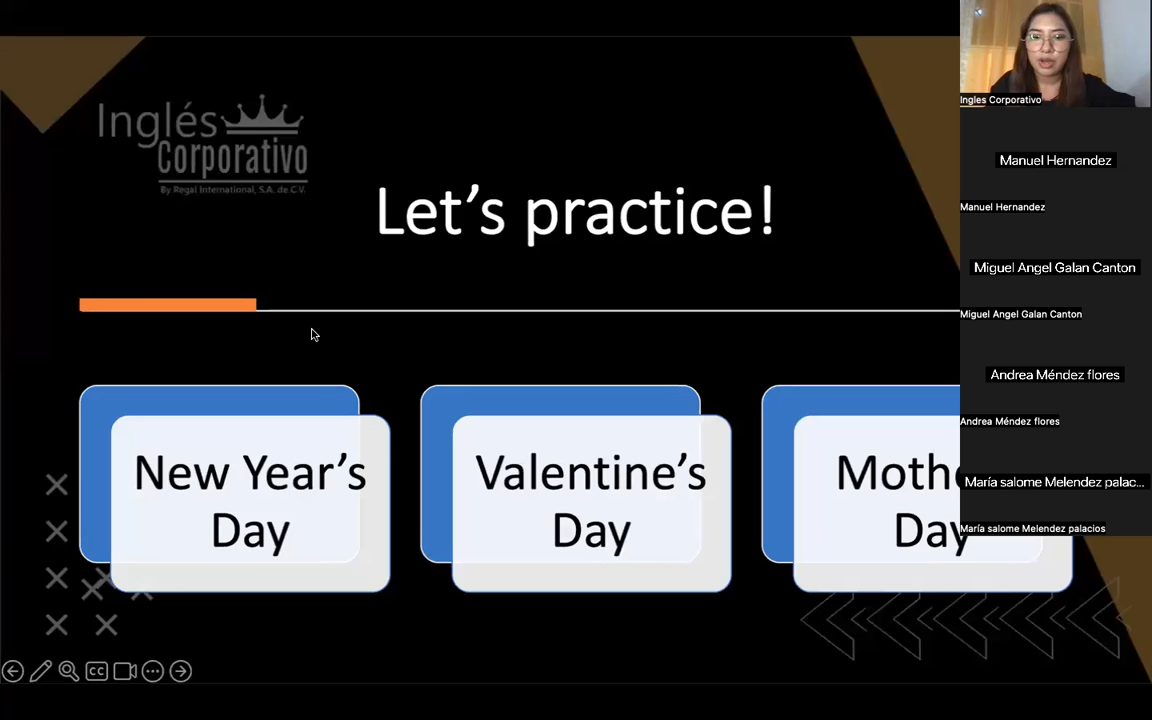 Inglés
Corporativo
By Regal International, S.A. de C.V.
Let's practice!
New Year's
Day
Valentine's
Day
Mothe
Day
CC
Ingles Corporativo
Manuel Hernandez
Manuel Hernandez
Miguel Angel Galan Canton
Miguel Angel Galan Canton
Andrea Méndez flores
Andrea Méndez flores
María salome Melendez palac...
María salome Melendez palacios